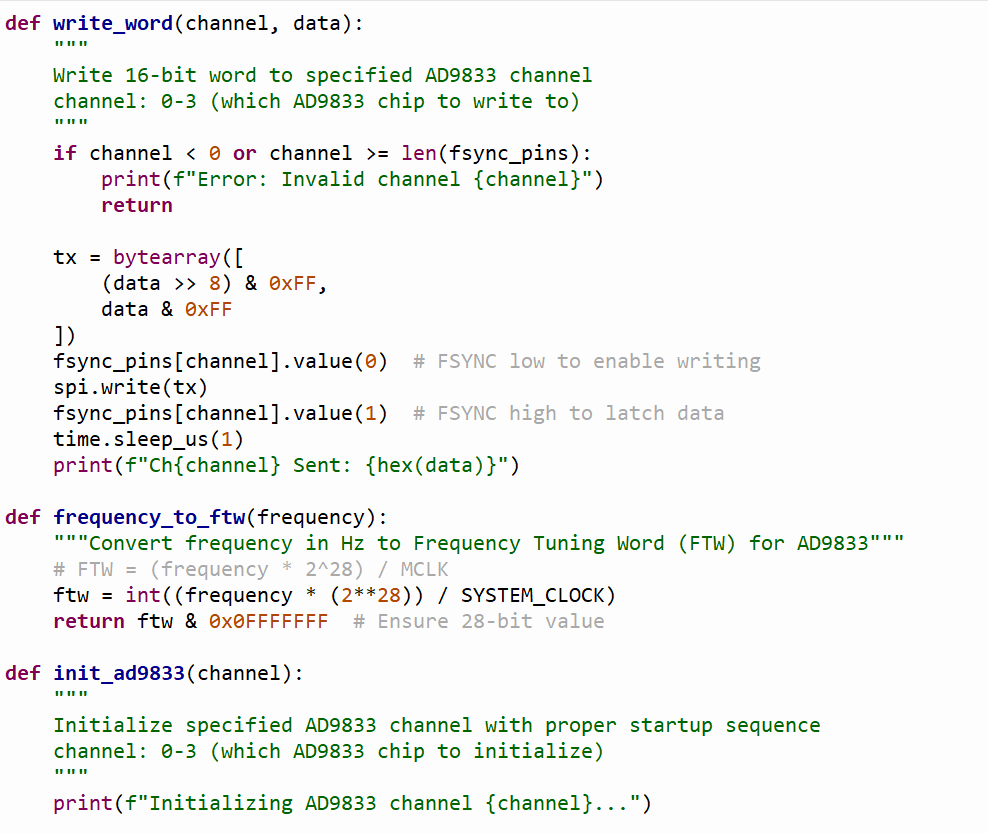 def write_word(channel, data):
    """
    Write 16-bit word to specified AD9833 channel
    channel: 0-3 (which AD9833 chip to write to)
    """
    if channel < 0 or channel >= len(fsync_pins):
        print(f"Error: Invalid channel {channel}")
        return

    tx = bytearray([
        (data >> 8) & 0xFF,
        data & 0xFF
    ])
    fsync_pins[channel].value(0)  # FSYNC low to enable writing
    spi.write(tx)
    fsync_pins[channel].value(1)  # FSYNC high to latch data
    time.sleep_us(1)
    print(f"Ch{channel} Sent: {hex(data)}")

def frequency_to_ftw(frequency):
    """Convert frequency in Hz to Frequency Tuning Word (FTW) for AD9833"""
    # FTW = (frequency * 2^28) / MCLK
    ftw = int((frequency * (2**28)) / SYSTEM_CLOCK)
    return ftw & 0x0FFFFFFF  # Ensure 28-bit value

def init_ad9833(channel):
    """
    Initialize specified AD9833 channel with proper startup sequence
    channel: 0-3 (which AD9833 chip to initialize)
    """
    print(f"Initializing AD9833 channel {channel}...")